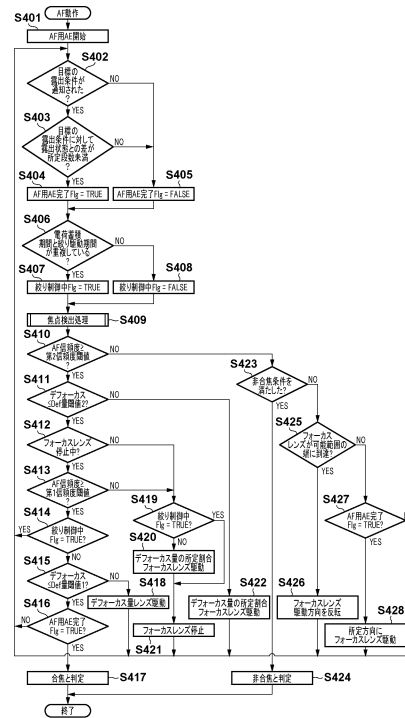 AF動作
S401
AF用AE開始
S402
目標の
露出条件が
通知された
?
NO
YES
S403
目標の
露出条件に対して
露出状態との差が
所定段数未満
?
NO
YES
S404
AF用AE完了Flg = TRUE
S405
AF用AE完了Flg = FALSE
S406
電荷蓄積
期間と絞り駆動期間
が重複している
?
NO
YES
S407
絞り制御中Flg = TRUE
S408
絞り制御中Flg = FALSE
焦点検出処理
S409
S410
AF信頼度≥
第2信頼度閾値
?
NO
YES
S411
デフォーカス
≤Def量閾値2?
NO
YES
S412
フォーカスレンズ
停止中?
NO
YES
S413
AF信頼度≥
第1信頼度閾値
?
NO
YES
S414
絞り制御中
Flg = TRUE?
YES
NO
S415
デフォーカス
≤Def量閾値1?
NO
YES
S416
AF用AE完了
Flg = TRUE?
NO
YES
合焦と判定
S417
S418
デフォーカス量レンズ駆動
S419
絞り制御中
Flg = TRUE?
YES
NO
S420
デフォーカス量の所定割合
フォーカスレンズ駆動
フォーカスレンズ停止
S421
デフォーカス量の所定割合
フォーカスレンズ駆動
S422
S423
非合焦条件を
満たした?
NO
YES
非合焦と判定
S424
S425
フォーカス
レンズが可能範囲の
端に到達?
NO
YES
S426
フォーカスレンズ
駆動方向を反転
S427
AF用AE完了
Flg = TRUE?
YES
S428
所定方向に
フォーカスレンズ駆動
終了